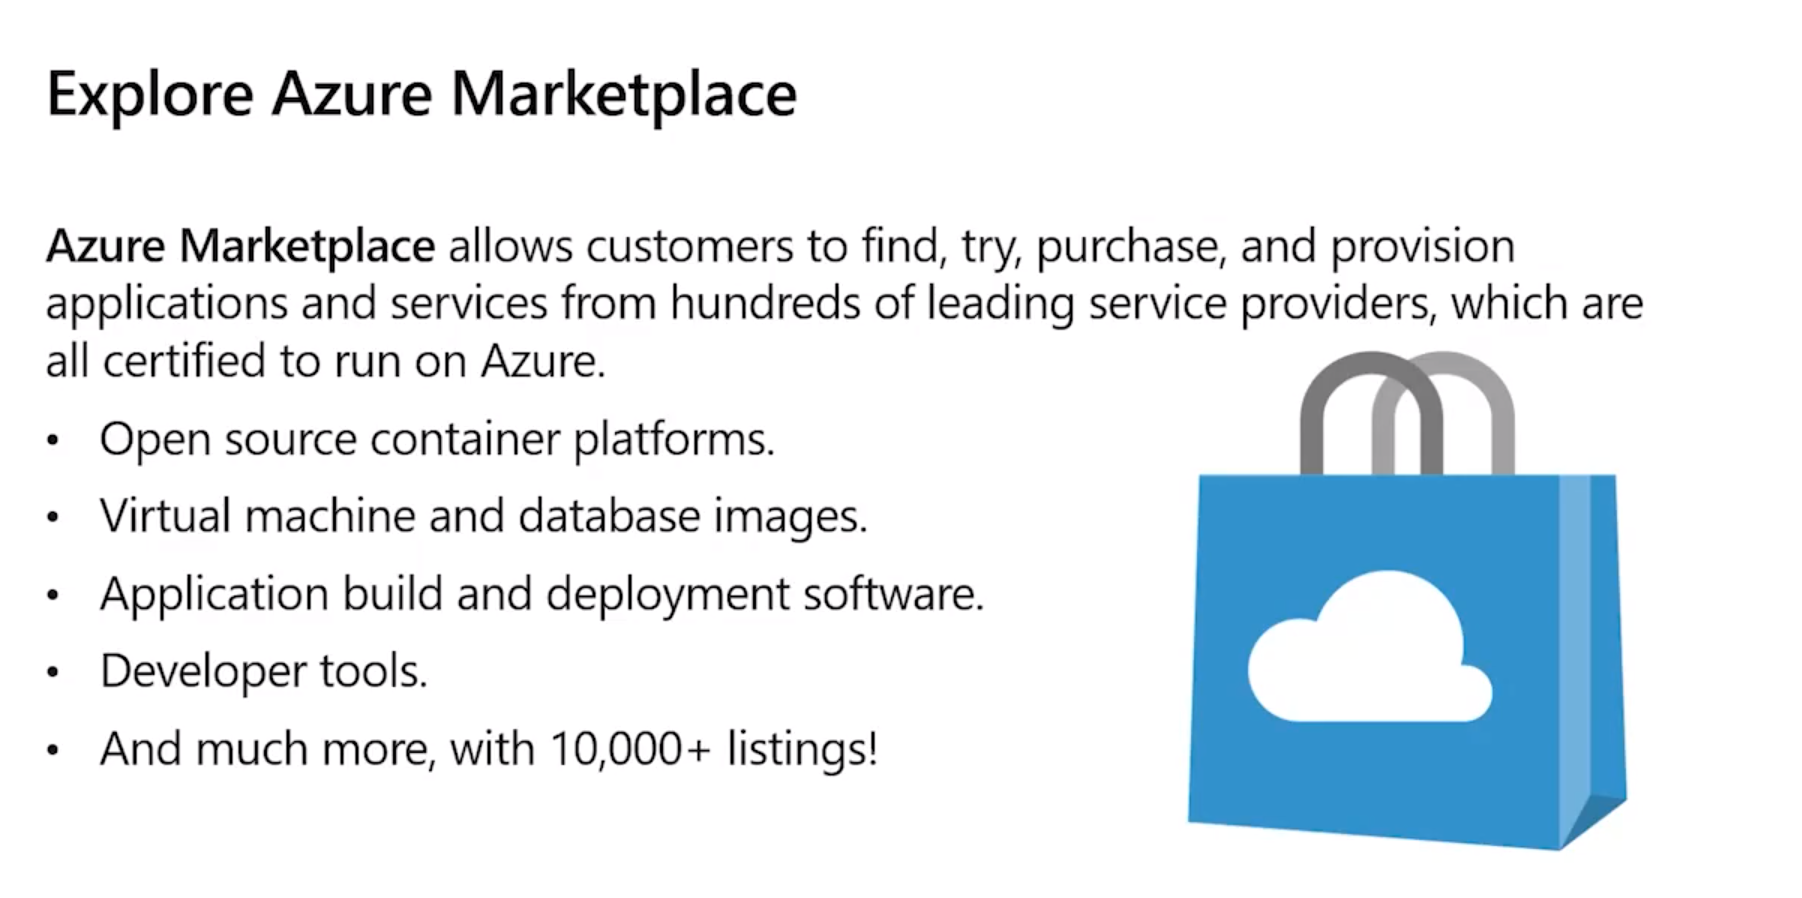 Explore Azure Marketplace
Azure Marketplace allows customers to find, try, purchase, and provision
applications and services from hundreds of leading service providers, which are
all certified to run on Azure.
• Open source container platforms.
• Virtual machine and database images.
• Application build and deployment software.
• Developer tools.
• And much more, with 10,000+ listings!